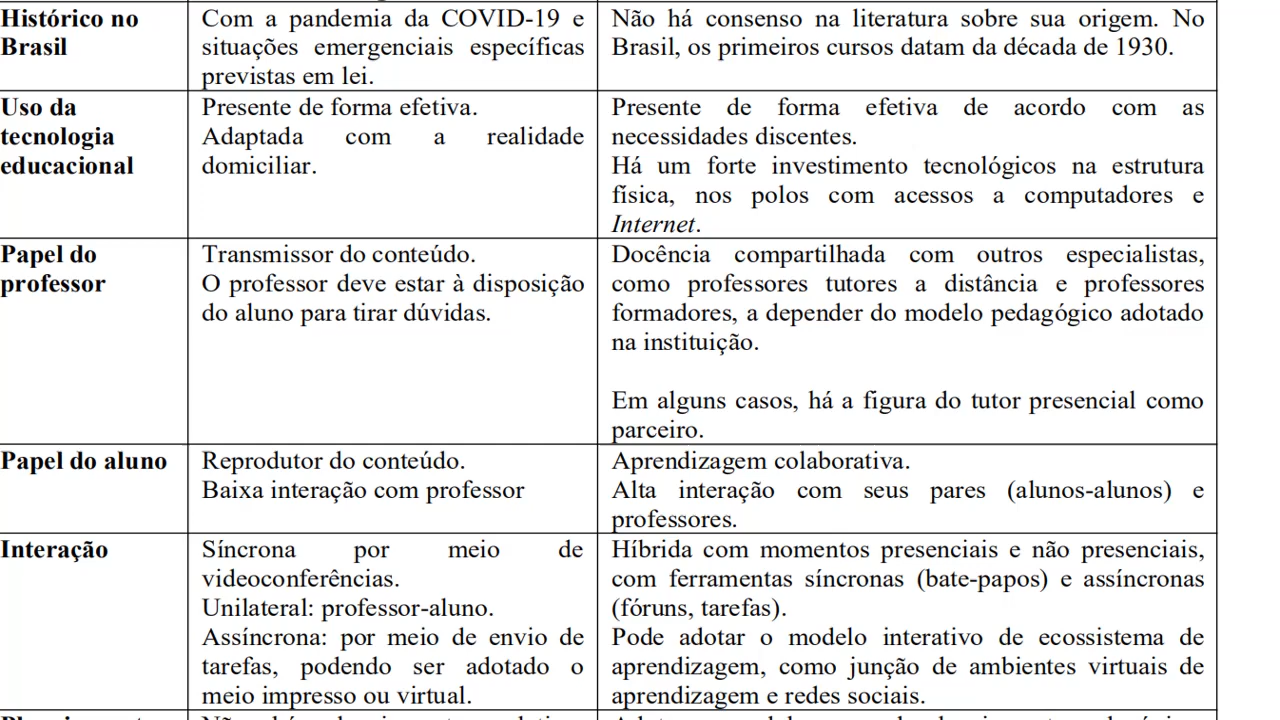 Histórico no
Brasil
Com a pandemia da COVID-19 e
situações emergenciais específicas
previstas em lei.
Não há consenso na literatura sobre sua origem. No
Brasil, os primeiros cursos datam da década de 1930.
Uso da
tecnologia
educacional
Presente de forma efetiva.
Adaptada com a realidade
domiciliar.
Presente de forma efetiva de acordo com as
necessidades discentes.
Há um forte investimento tecnológicos na estrutura
física, nos polos com acessos a computadores e
Internet.
Papel do
professor
Transmissor do conteúdo.
O professor deve estar à disposição
do aluno para tirar dúvidas.
Docência compartilhada com outros especialistas,
como professores tutores a distância e professores
formadores, a depender do modelo pedagógico adotado
na instituição.
Em alguns casos, há a figura do tutor presencial como
parceiro.
Papel do aluno
Reprodutor do conteúdo.
Baixa interação com professor
Aprendizagem colaborativa.
Alta interação com seus pares (alunos-alunos) e
professores.
Interação
Síncrona por meio de
videoconferências.
Unilateral: professor-aluno.
Assíncrona: por meio de envio de
tarefas, podendo ser adotado o
meio impresso ou virtual.
Híbrida com momentos presenciais e não presenciais,
com ferramentas síncronas (bate-papos) e assíncronas
(fóruns, tarefas).
Pode adotar o modelo interativo de ecossistema de
aprendizagem, como junção de ambientes virtuais de
aprendizagem e redes sociais.